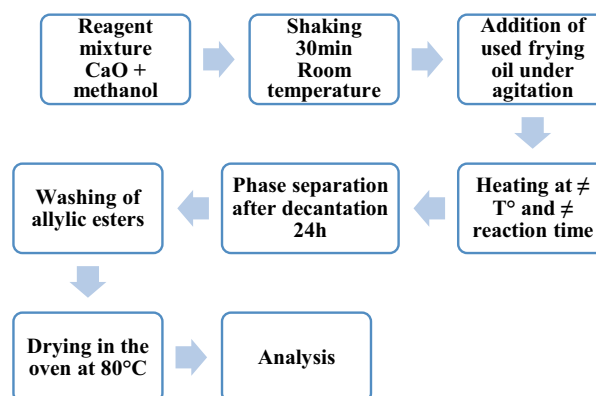 Reagent
mixture
CaO +
methanol
Shaking
30min
Room
temperature
Addition of
used frying
oil under
agitation
Heating at ≠
T° and ≠
reaction time
Phase separation
after decantation
24h
Washing of
allylic esters
Drying in the
oven at 80°C
Analysis